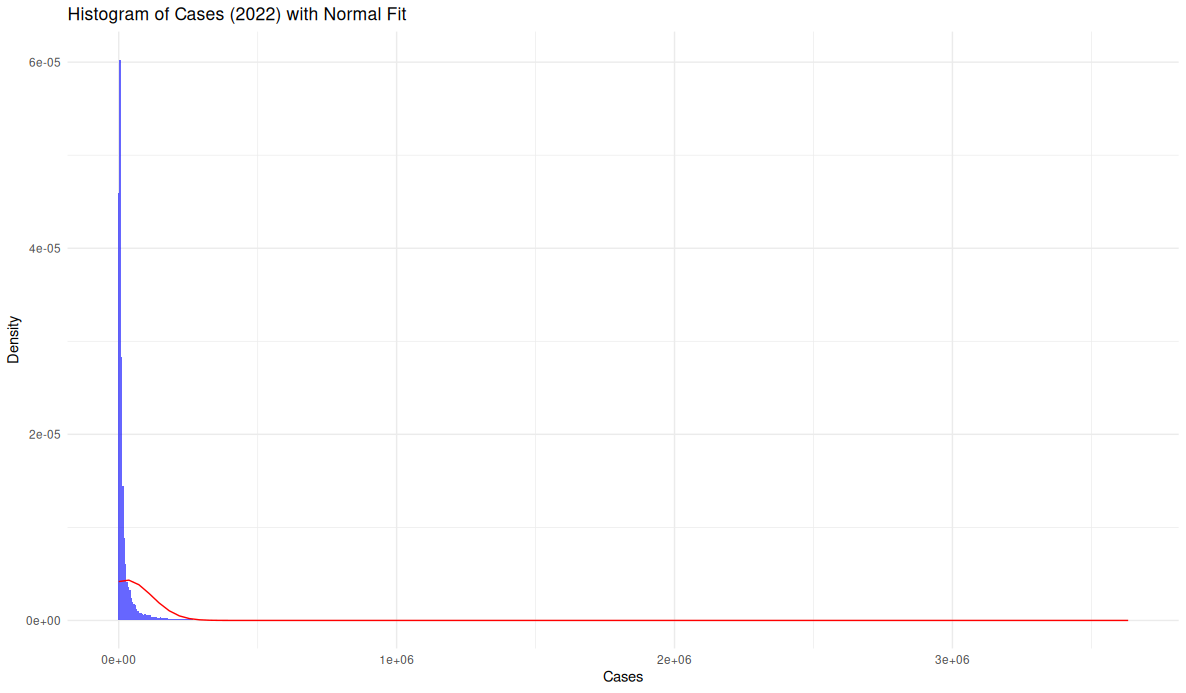 Histogram of Cases (2022) with Normal Fit
6e-05
4e-05
2e-05
0e+00
Density
0e+00 1e+06 2e+06 3e+06
Cases